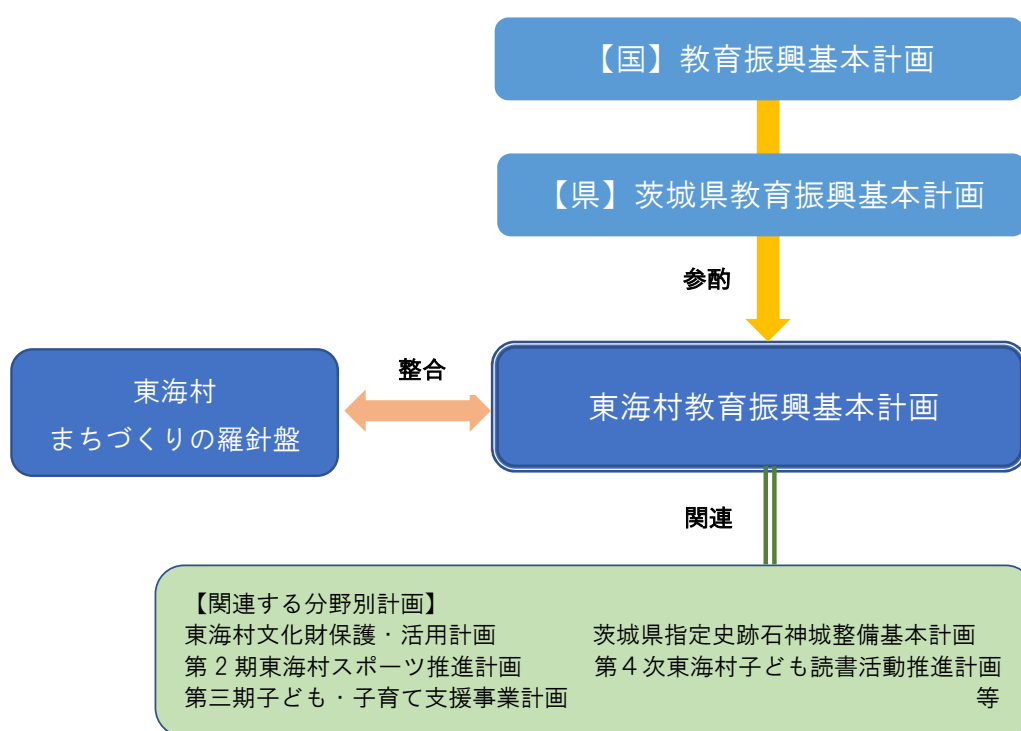 【国】教育振興基本計画
【県】茨城県教育振興基本計画
参酌
東海村
まちづくりの羅針盤
整合
東海村教育振興基本計画
関連
【関連する分野別計画】
東海村文化財保護・活用計画 茨城県指定史跡石神城整備基本計画
第2期東海村スポーツ推進計画 第4次東海村子ども読書活動推進計画
第三期子ども・子育て支援事業計画 等